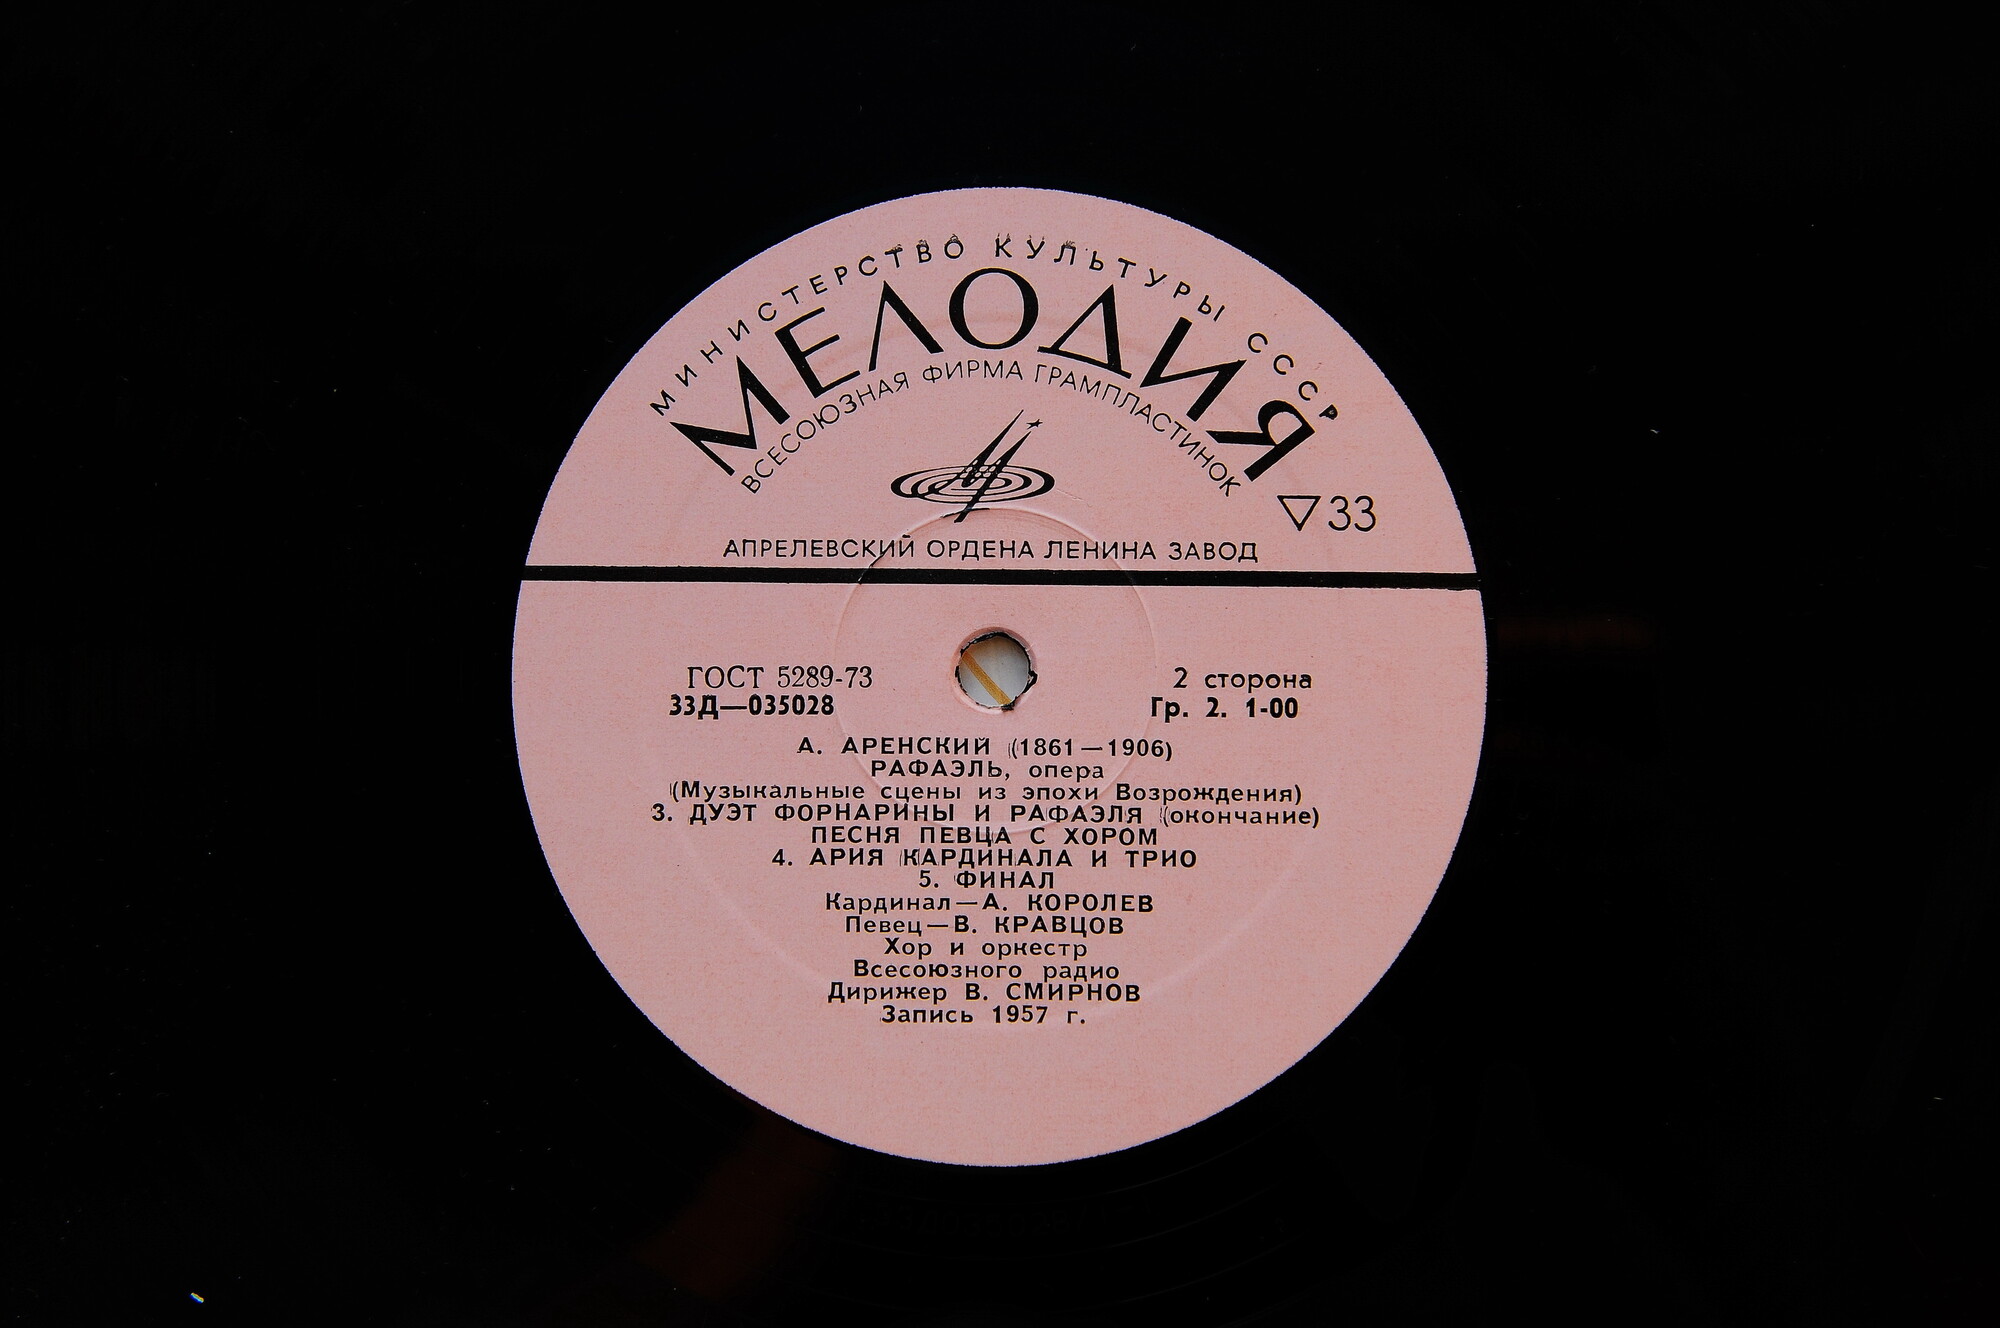 МИНИСТЕРСТВО КУЛЬТУРЫ СССР
МЕЛОДИЯ
ВСЕСОЮЗНАЯ ФИРМА ГРАМПЛАСТИНОК
▽33
АПРЕЛЕВСКИЙ ОРДЕНА ЛЕНИНА ЗАВОД
ГОСТ 5289-73
2 сторона
33Д—035028
Гр. 2. 1-00
А. АРЕНСКИЙ (1861—1906)
РАФАЭЛЬ, опера
(Музыкальные сцены из эпохи Возрождения)
3. ДУЭТ ФОРНАРИНЫ И РАФАЭЛЯ (окончание)
ПЕСНЯ ПЕВЦА С ХОРОМ
4. АРИЯ КАРДИНАЛА И ТРИО
5. ФИНАЛ
Кардинал—А. КОРОЛЕВ
Певец—В. КРАВЦОВ
Хор и оркестр
Всесоюзного радио
Дирижер В. СМИРНОВ
Запись 1957 г.